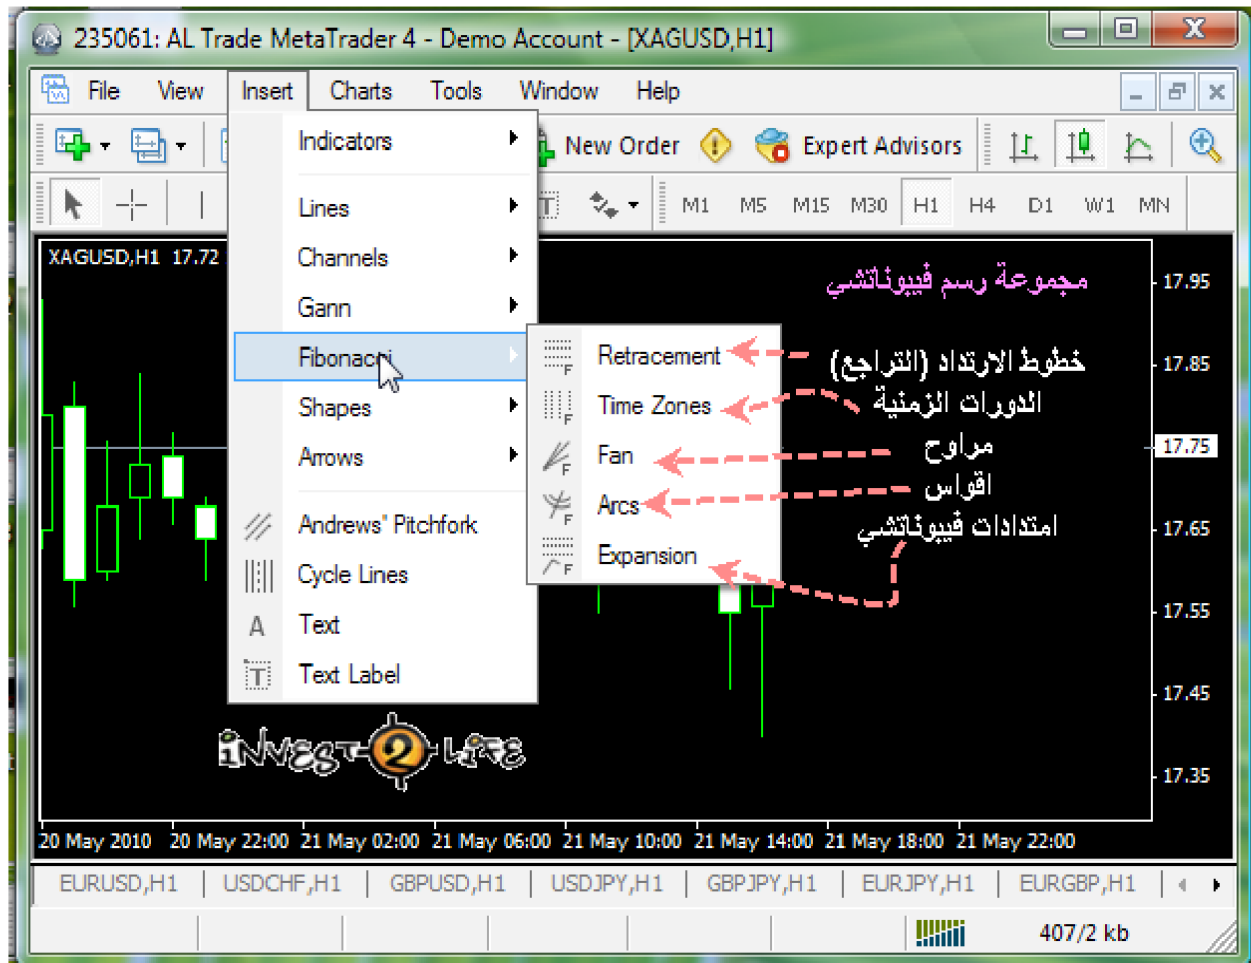 235061: AL Trade MetaTrader 4 - Demo Account - [XAGUSD,H1]
File View Insert Charts Tools Window Help
New Order Expert Advisors
M1 M5 M15 M30 H1 H4 D1 W1 MN
XAGUSD,H1 17.72
Indicators
Lines
Channels
Gann
Fibonacci
Shapes
Arrows
Andrews' Pitchfork
Cycle Lines
A Text
T Text Label
Retracement
Time Zones
Fan
Arcs
Expansion
مجموعة رسم فيبوناتشي
خطوط الارتداد (التراجع)
الدورات الزمنية
مراوح
اقواس
امتدادات فيبوناتشي
17.95
17.85
17.75
17.65
17.55
17.45
17.35
iNVEST-2-LiFE
20 May 2010 20 May 22:00 21 May 02:00 21 May 06:00 21 May 10:00 21 May 14:00 21 May 18:00 21 May 22:00
EURUSD,H1 USDCHF,H1 GBPUSD,H1 USDJPY,H1 GBPJPY,H1 EURJPY,H1 EURGBP,H1
407/2 kb